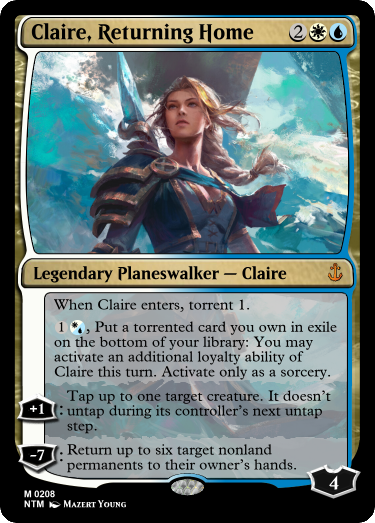 Claire, Returning Home 2
Legendary Planeswalker — Claire
When Claire enters, torrent 1.
1 , Put a torrented card you own in exile
on the bottom of your library: You may
activate an additional loyalty ability of
Claire this turn. Activate only as a sorcery.
+1 : Tap up to one target creature. It doesn't
untap during its controller's next untap
step.
-7 : Return up to six target nonland
permanents to their owner's hands.
4
M 0208
NTM Mazert Young